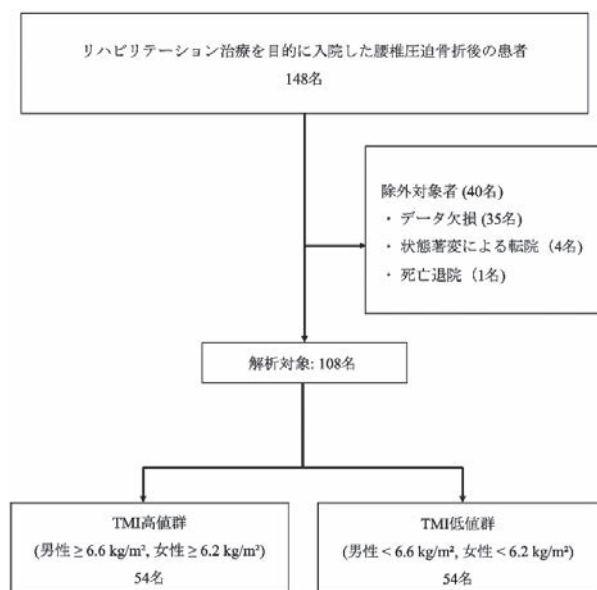 リハビリテーション治療を目的に入院した腰椎圧迫骨折後の患者
148名
除外対象者 (40名)
・ データ欠損 (35名)
・ 状態著変による転院（4名）
・ 死亡退院（1名）
解析対象: 108名
TMI高値群
(男性 ≥ 6.6 kg/m², 女性 ≥ 6.2 kg/m²)
54名
TMI低値群
(男性 < 6.6 kg/m², 女性 < 6.2 kg/m²)
54名